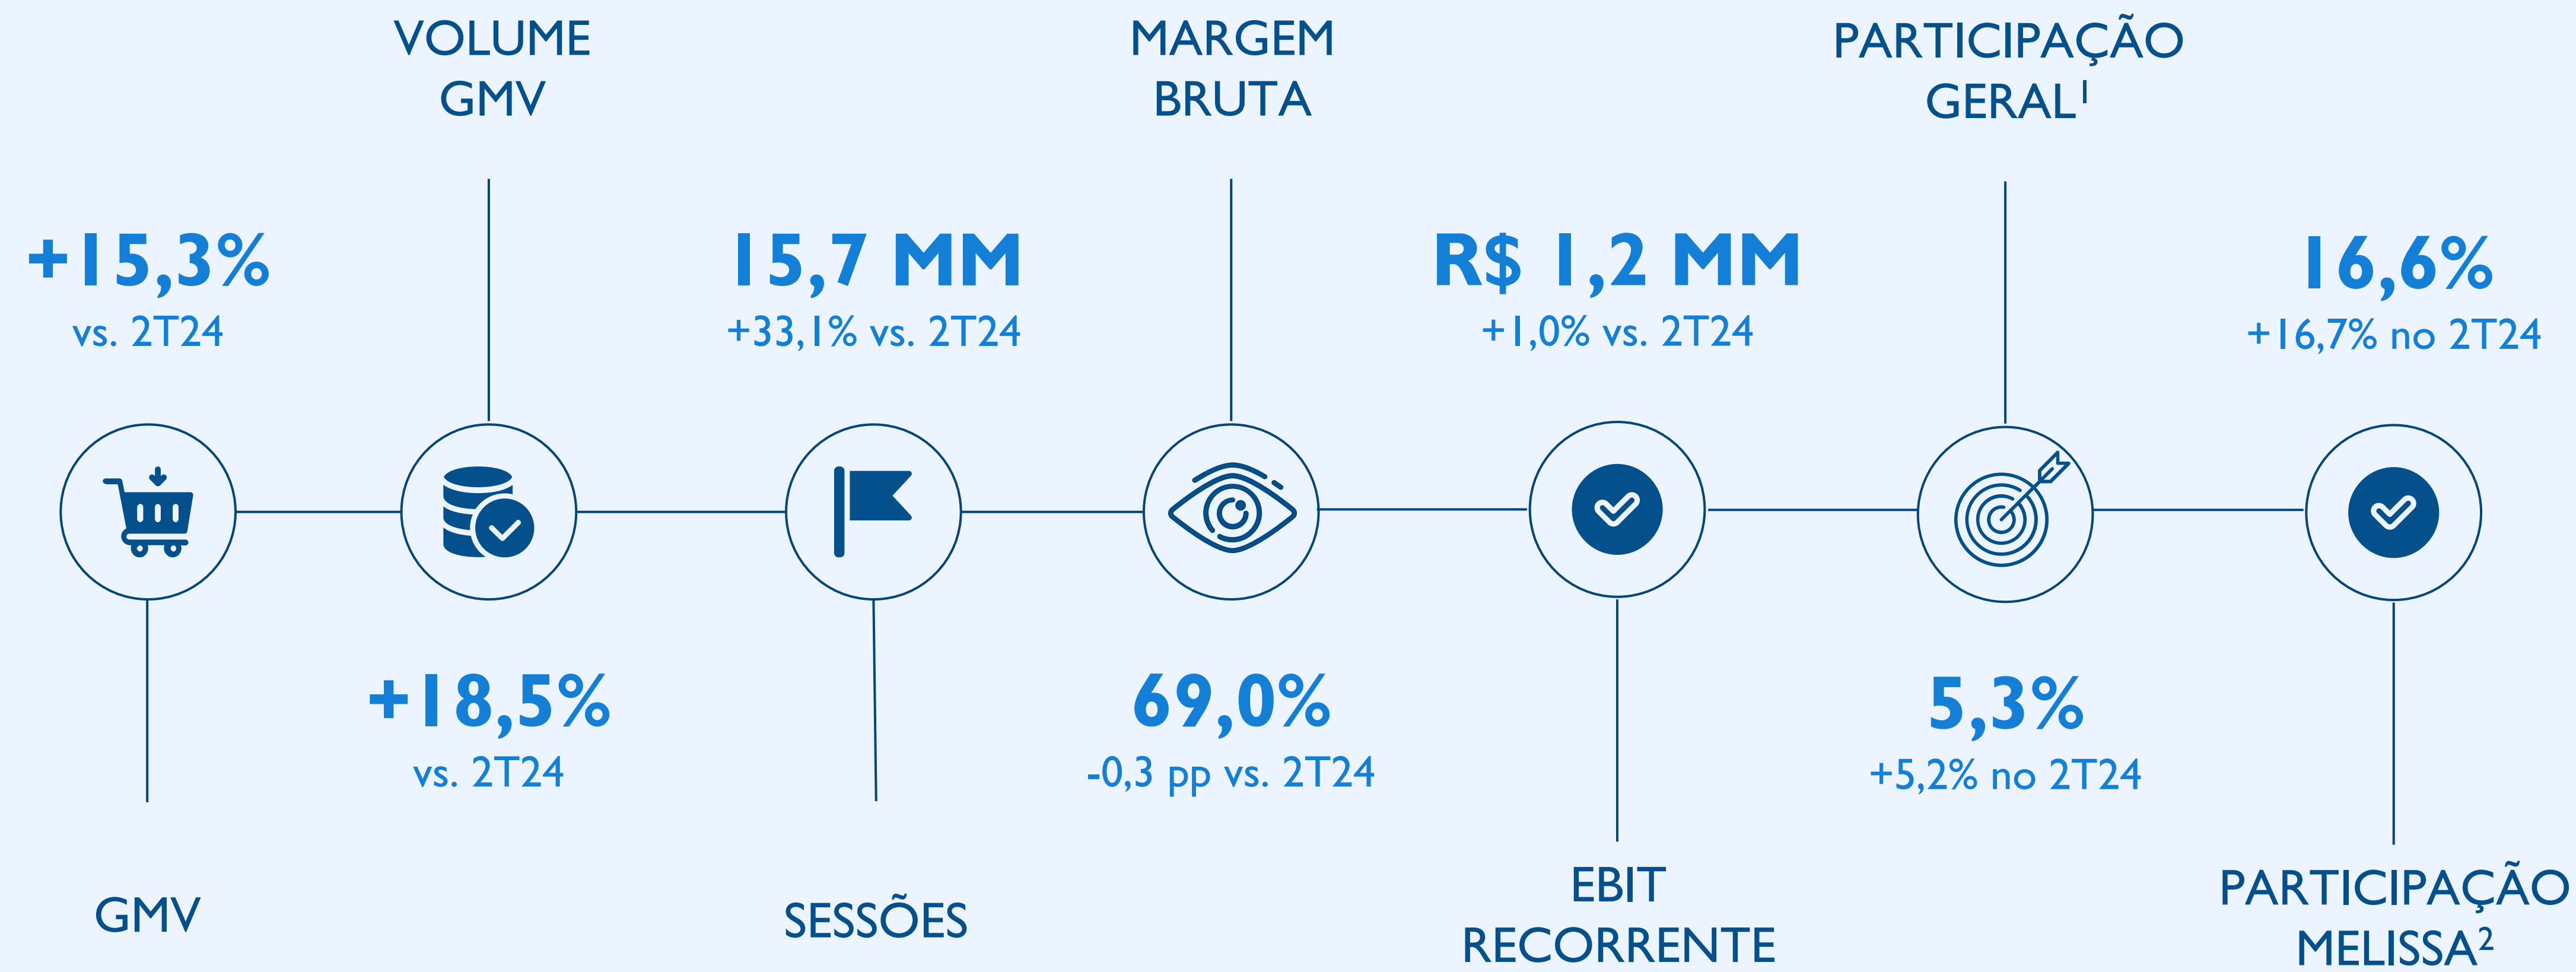 VOLUME
GMV
MARGEM
BRUTA
PARTICIPAÇÃO
GERAL¹
+15,3%
vs. 2T24
15,7 MM
+33,1% vs. 2T24
R$ 1,2 MM
+1,0% vs. 2T24
16,6%
+16,7% no 2T24
+18,5%
vs. 2T24
69,0%
-0,3 pp vs. 2T24
5,3%
+5,2% no 2T24
GMV
SESSÕES
EBIT
RECORRENTE
PARTICIPAÇÃO
MELISSA²